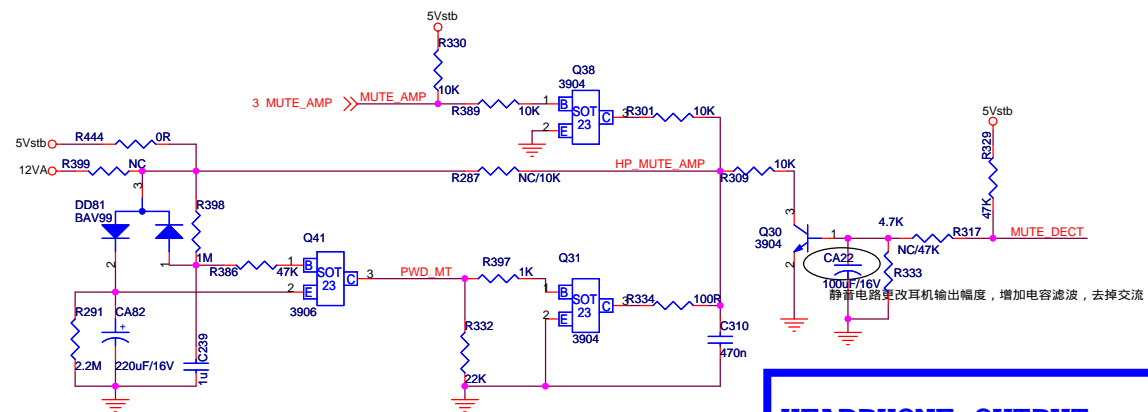 5Vstb
R330
10K
3 MUTE_AMP
MUTE_AMP
R389
10K
Q38
3904
1
B
SOT
23
2
E
C
3
R301
10K
5Vstb
R444
0R
12VA
R399
NC
3
DD81
BAV99
2
1
R398
1M
R287
NC/10K
HP_MUTE_AMP
R309
10K
5Vstb
R329
47K
Q30
3904
3
1
2
4.7K
NC/47K
R317
MUTE_DECT
CA22
100uF/16V
R333
静音电路更改耳机输出幅度，增加电容滤波，去掉交流
R386
47K
Q41
1
B
SOT
23
2
E
C
3
3906
PWD_MT
R397
1K
Q31
1
B
SOT
23
2
E
C
3
3904
R334
100R
R291
2.2M
CA82
+
220uF/16V
C239
1u
R332
22K
C310
470n